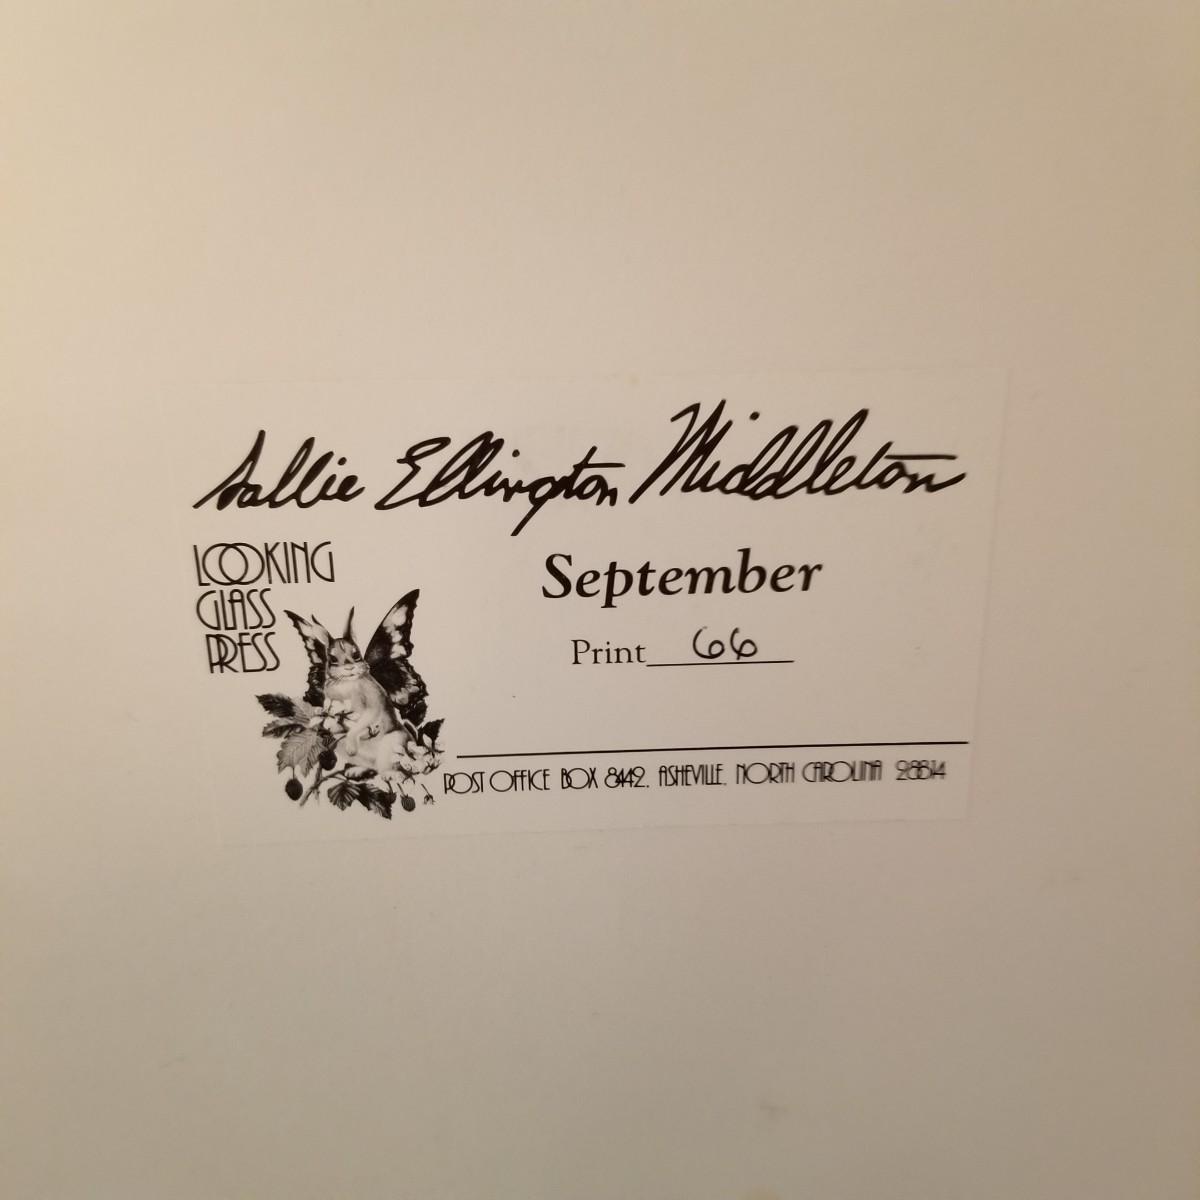 Sallie Ellington Middleton
LOOKING
GLASS
PRESS
September
Print 66
POST OFFICE BOX 8442, ASHEVILLE, NORTH CAROLINA 28814